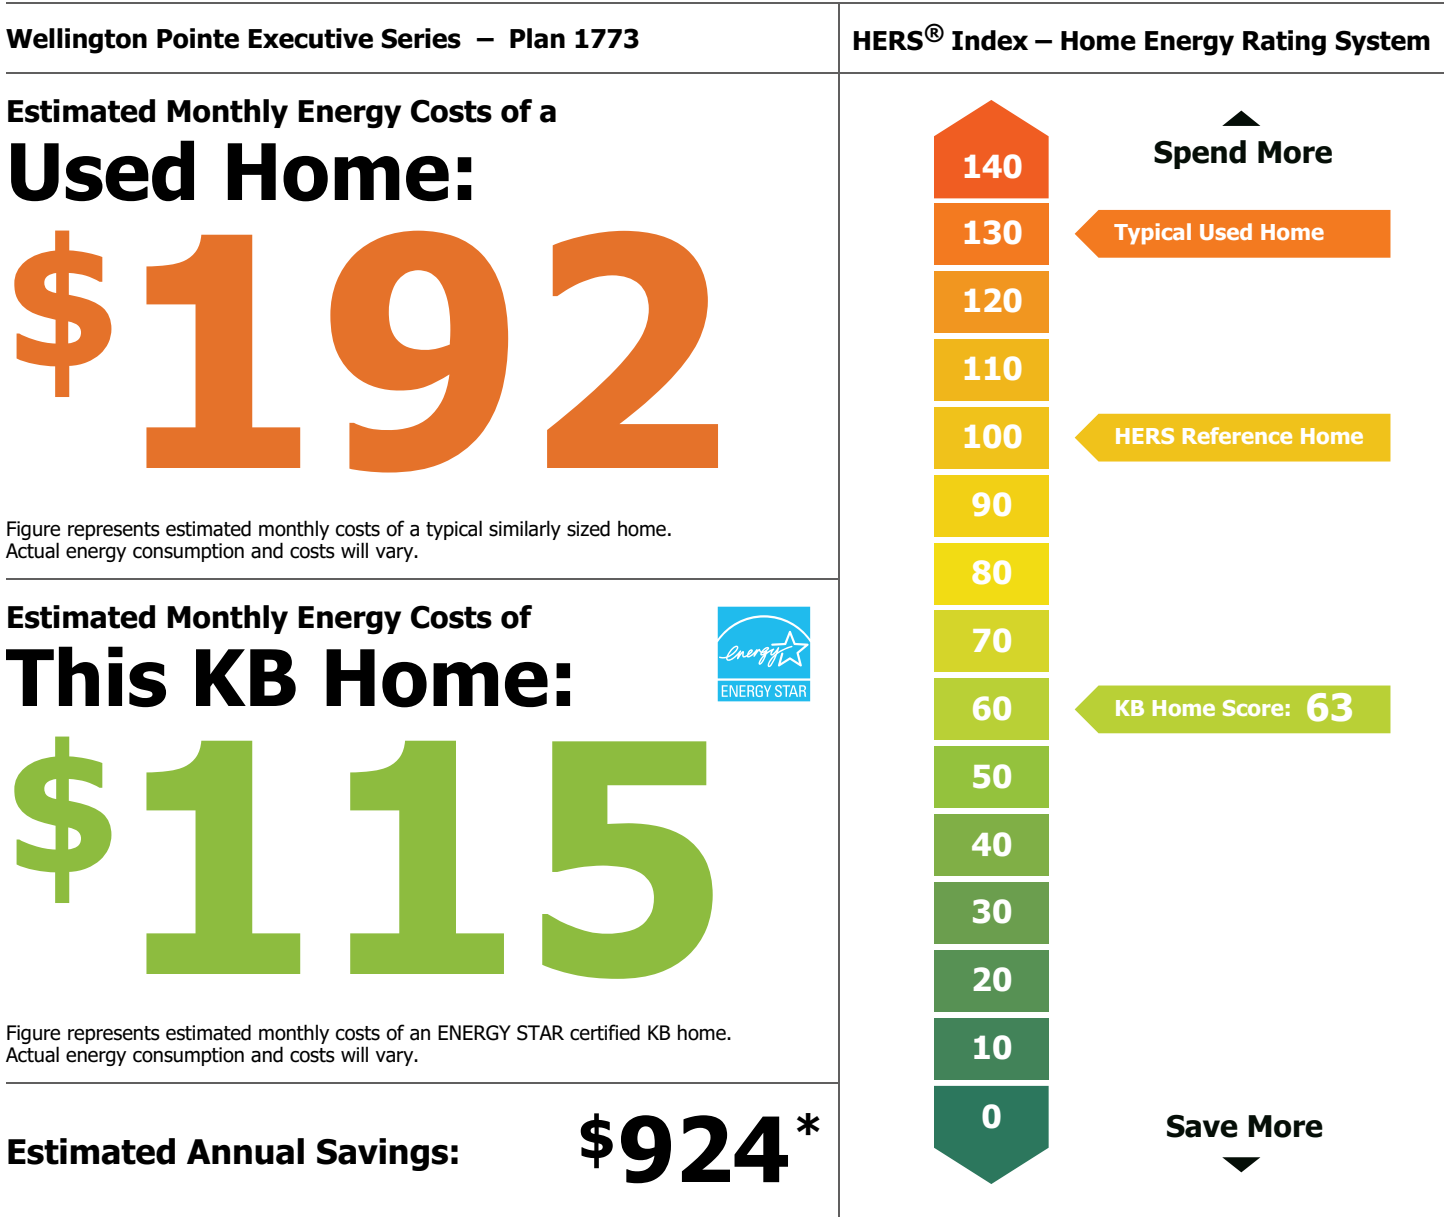 Wellington Pointe Executive Series – Plan 1773
Estimated Monthly Energy Costs of a
Used Home:
$192
Figure represents estimated monthly costs of a typical similarly sized home.
Actual energy consumption and costs will vary.
Estimated Monthly Energy Costs of
This KB Home:
energy
ENERGY STAR
$115
Figure represents estimated monthly costs of an ENERGY STAR certified KB home.
Actual energy consumption and costs will vary.
Estimated Annual Savings: $924*
HERS® Index – Home Energy Rating System
Spend More
140
130 Typical Used Home
120
110
100 HERS Reference Home
90
80
70
60 KB Home Score: 63
50
40
30
20
10
0
Save More